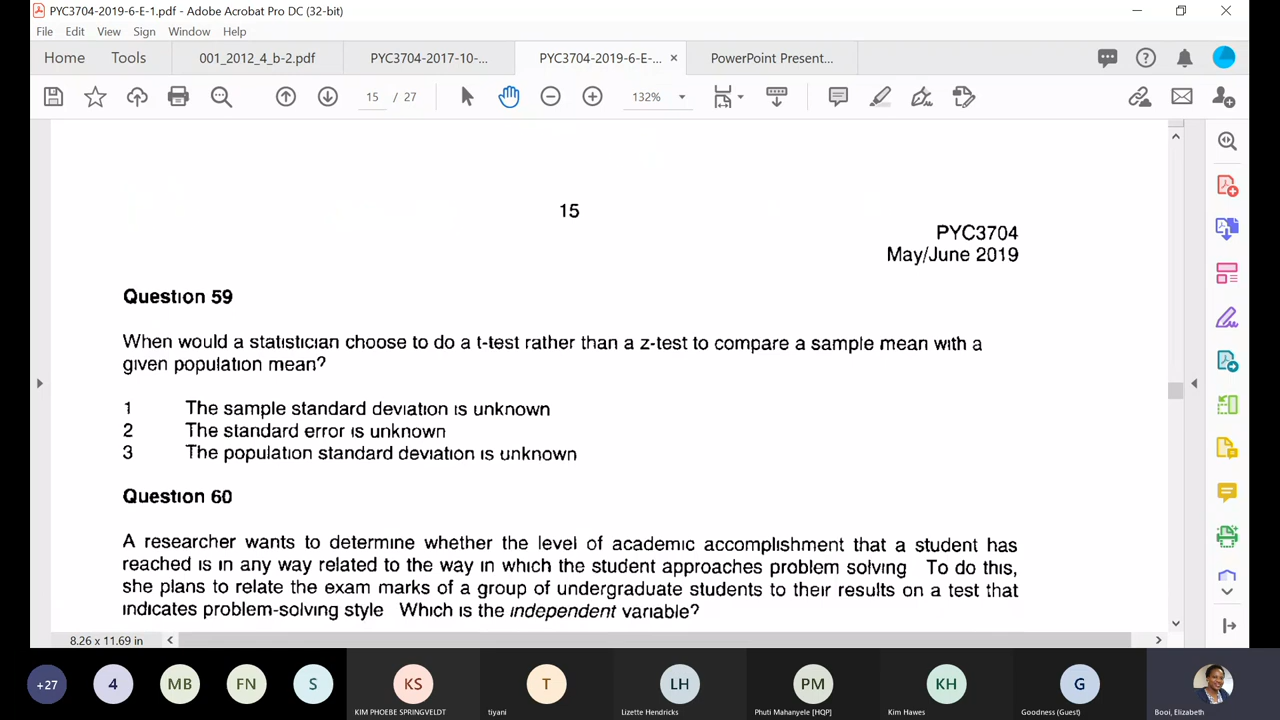 PYC3704-2019-6-E-1.pdf - Adobe Acrobat Pro DC (32-bit)
File Edit View Sign Window Help
Home Tools 001_2012_4_b-2.pdf PYC3704-2017-10-... PYC3704-2019-6-E-... PowerPoint Present...
15 / 27 132%
15
PYC3704
May/June 2019
Question 59
When would a statistician choose to do a t-test rather than a z-test to compare a sample mean with a
given population mean?
1 The sample standard deviation is unknown
2 The standard error is unknown
3 The population standard deviation is unknown
Question 60
A researcher wants to determine whether the level of academic accomplishment that a student has
reached is in any way related to the way in which the student approaches problem solving To do this,
she plans to relate the exam marks of a group of undergraduate students to their results on a test that
indicates problem-solving style Which is the independent variable?
8.26 x 11.69 in
+27 4 MB FN S KS T LH PM KH G
KIM PHOEBE SPRINGVELDT tiyani Lizette Hendricks Phuti Mahanyele [HQP] Kim Hawes Goodness (Guest) Booi, Elizabeth